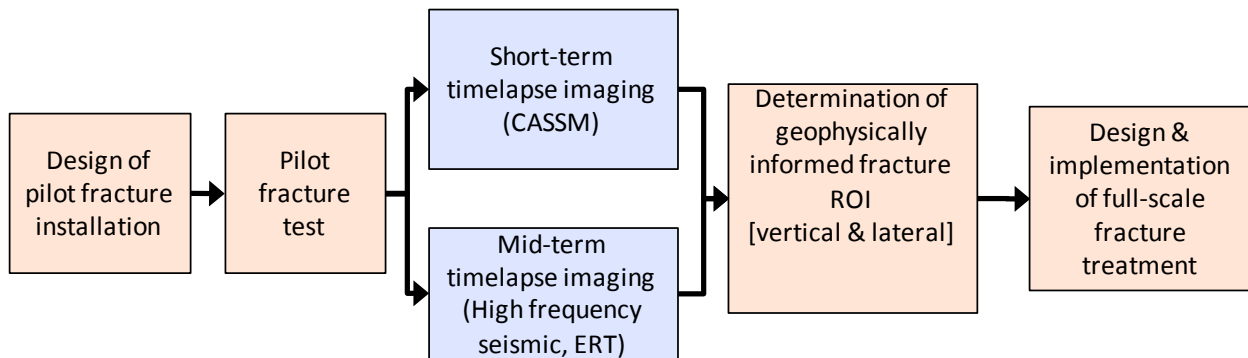 Design of
pilot fracture
installation
Pilot
fracture
test
Short-term
timelapse imaging
(CASSM)
Mid-term
timelapse imaging
(High frequency
seismic, ERT)
Determination of
geophysically
informed fracture
ROI
[vertical & lateral]
Design &
implementation
of full-scale
fracture
treatment